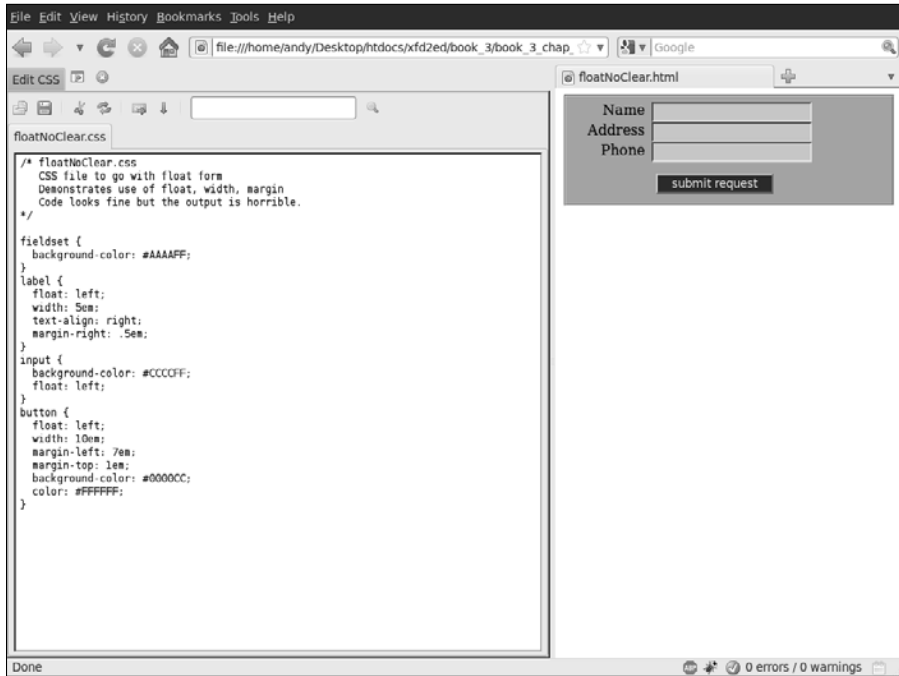 File Edit View History Bookmarks Tools Help
file:///home/andy/Desktop/htdocs/xfd2ed/book_3/book_3_chap_
Google
Edit CSS
floatNoClear.html
floatNoClear.css
/* floatNoClear.css
CSS file to go with float form
Demonstrates use of float, width, margin
Code looks fine but the output is horrible.
*/
fieldset {
background-color: #AAAAFF;
}
label {
float: left;
width: 5em;
text-align: right;
margin-right: .5em;
}
input {
background-color: #CCCCFF;
float: left;
}
button {
float: left;
width: 10em;
margin-left: 7em;
margin-top: 1em;
background-color: #0000CC;
color: #FFFFFF;
}
Name
Address
Phone
submit request
Done
ABP
0 errors / 0 warnings